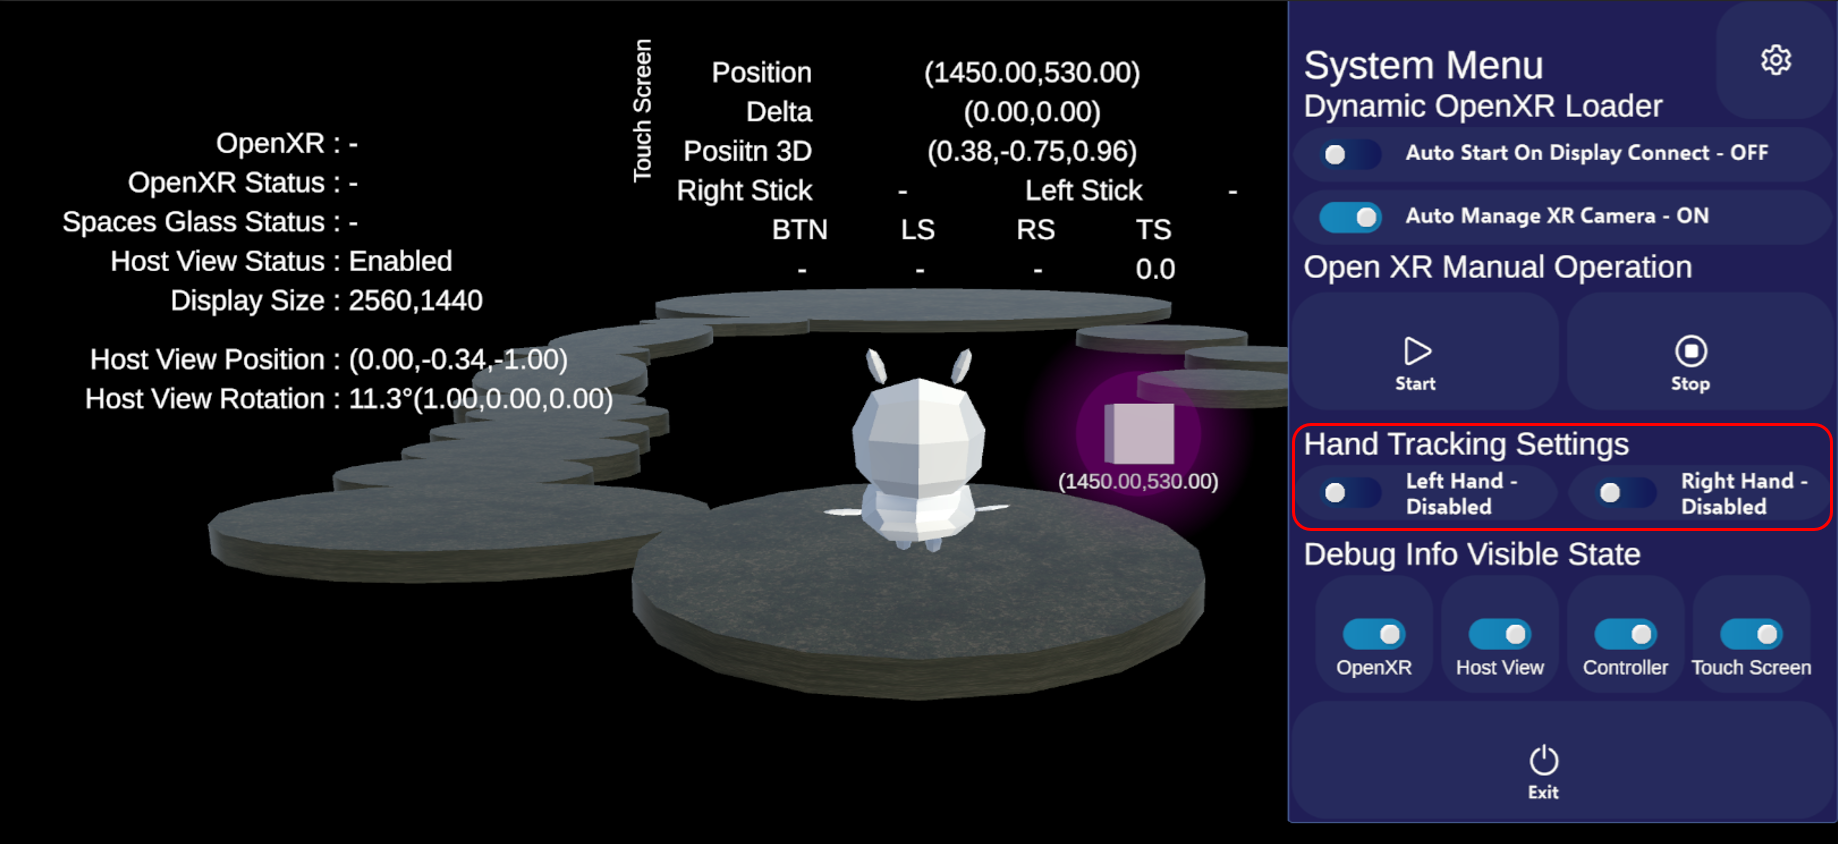 OpenXR : -
OpenXR Status : -
Spaces Glass Status : -
Host View Status : Enabled
Display Size : 2560,1440
Host View Position : (0.00,-0.34,-1.00)
Host View Rotation : 11.3°(1.00,0.00,0.00)
Touch Screen
Position (1450.00,530.00)
Delta (0.00,0.00)
Posiitn 3D (0.38,-0.75,0.96)
Right Stick - Left Stick -
BTN LS RS TS
- - - 0.0
(1450.00,530.00)
System Menu
Dynamic OpenXR Loader
Auto Start On Display Connect - OFF
Auto Manage XR Camera - ON
Open XR Manual Operation
Start Stop
Hand Tracking Settings
Left Hand -
Disabled
Right Hand -
Disabled
Debug Info Visible State
OpenXR Host View Controller Touch Screen
Exit